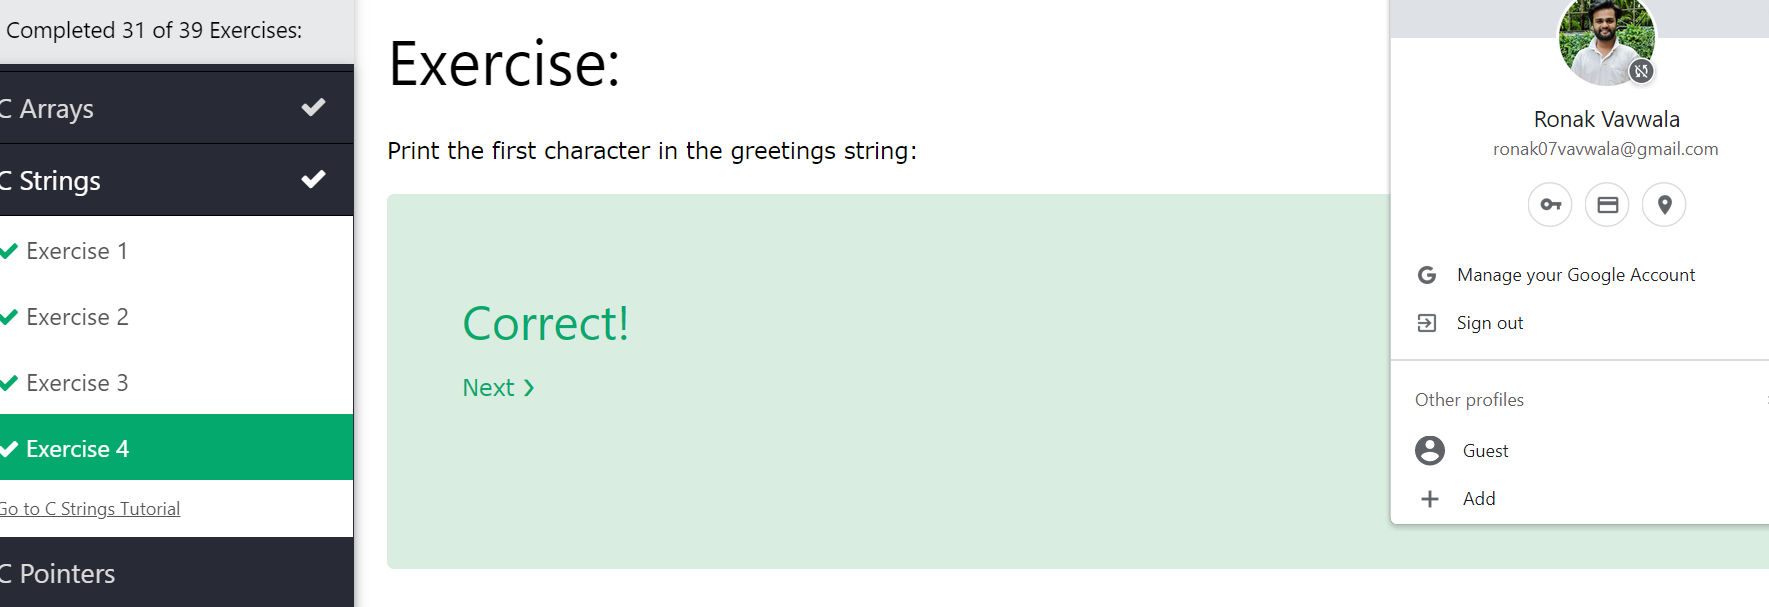 Completed 31 of 39 Exercises:
C Arrays
C Strings
Exercise 1
Exercise 2
Exercise 3
Exercise 4
Go to C Strings Tutorial
C Pointers
Exercise:
Print the first character in the greetings string:
Correct!
Next ❯
Ronak Vavwala
ronak07vavwala@gmail.com
Manage your Google Account
Sign out
Other profiles
Guest
Add